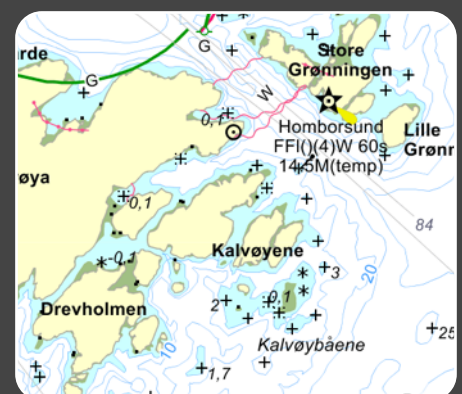 G
Store
Grønningen
rde
G
W
0,1
Homborsund
FFl()(4)W 60s
14.5M(temp)
Lille
Grønr
øya
0,1
84
Kalvøyene
-0,1
3
20
0,1
Drevholmen
2
25
Kalvøybåene
10
1,7